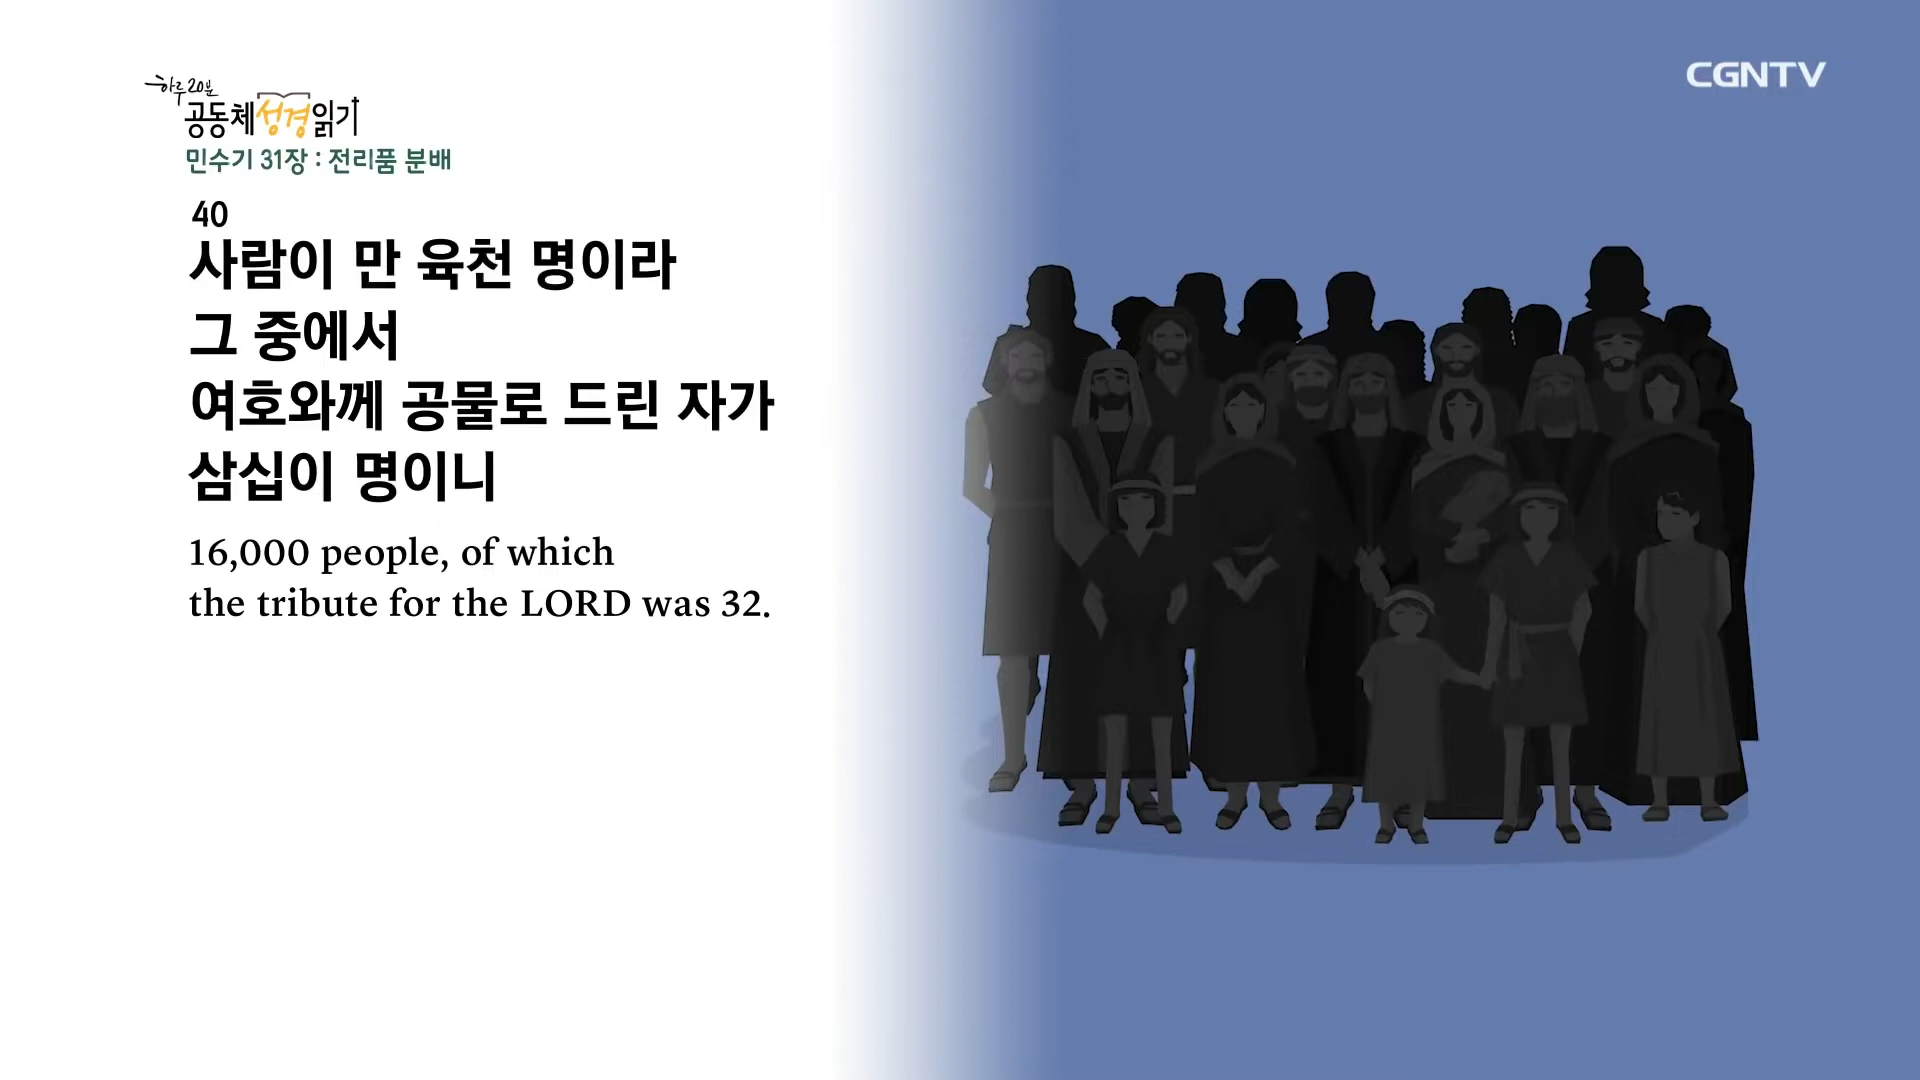 하루 20분
공동체성경읽기
민수기 31장 : 전리품 분배
40
사람이 만 육천 명이라
그 중에서
여호와께 공물로 드린 자가
삼십이 명이니
16,000 people, of which
the tribute for the LORD was 32.
CGNTV